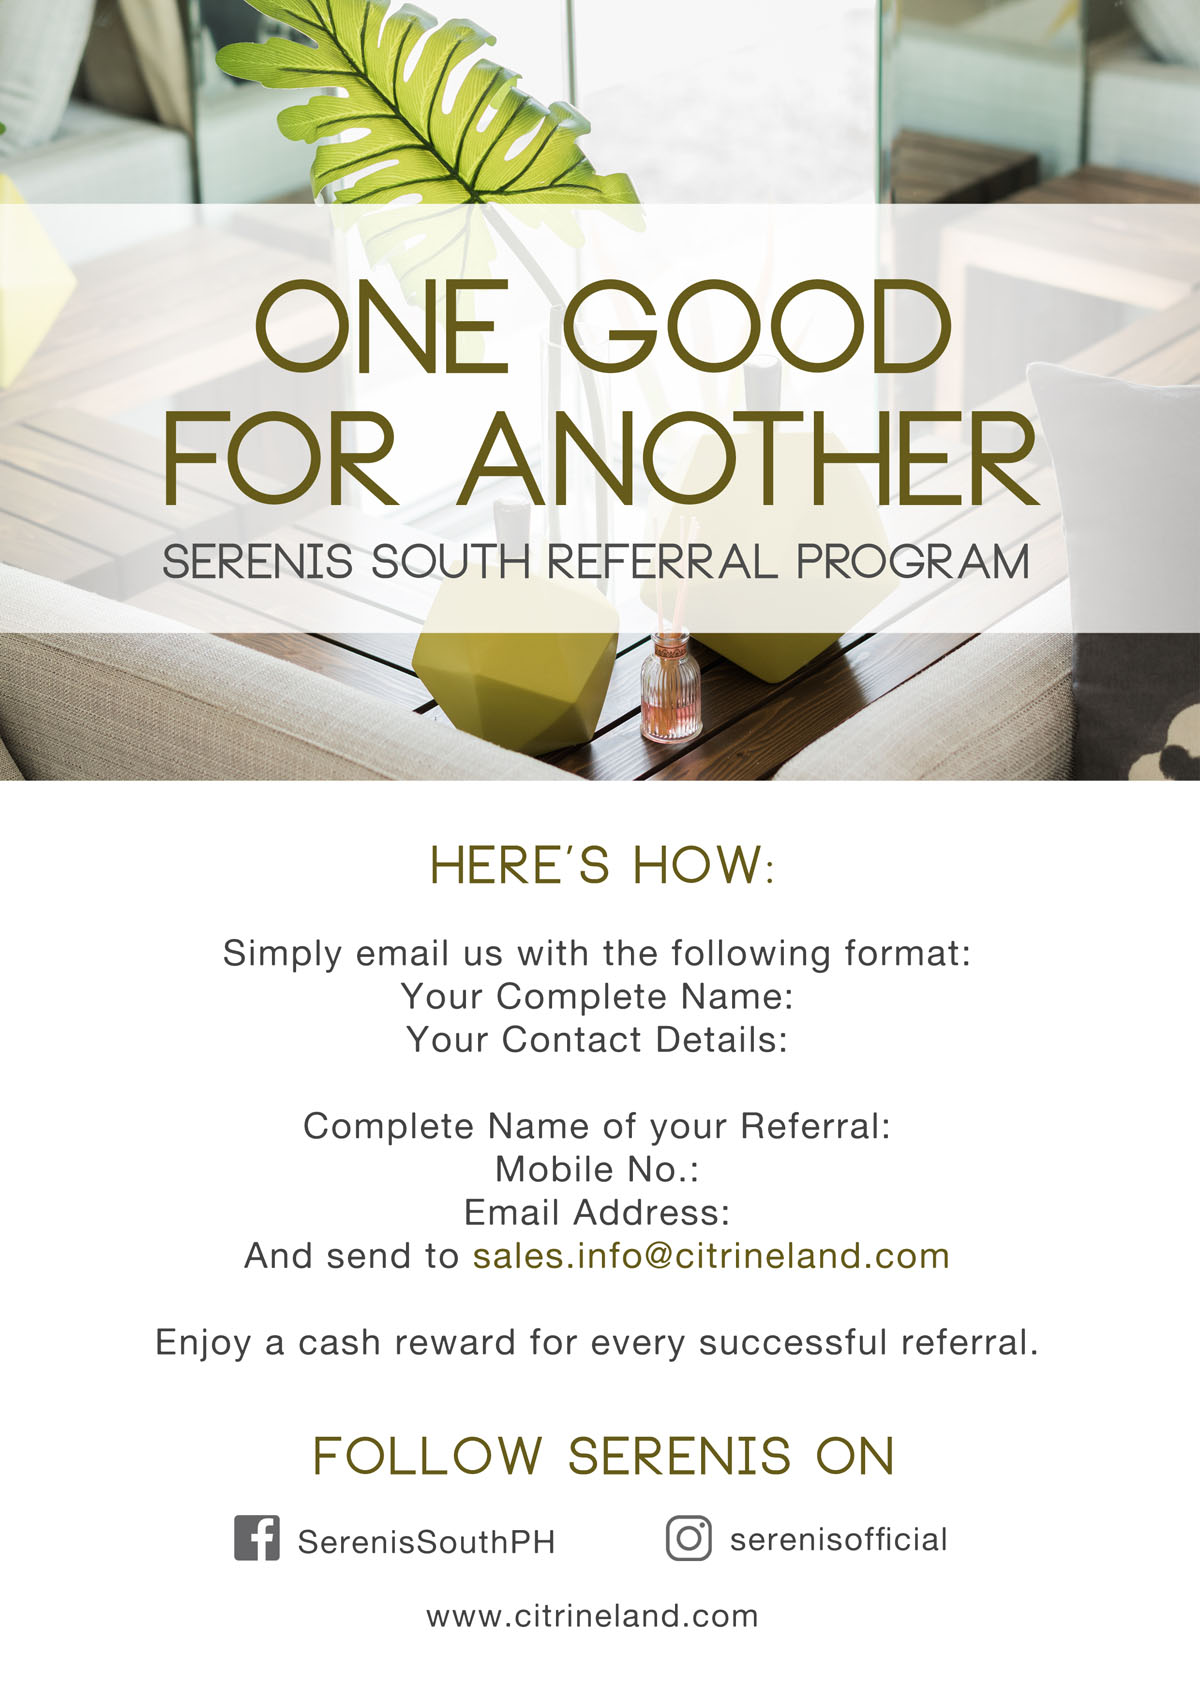 ONE GOOD
FOR ANOTHER
SERENIS SOUTH REFERRAL PROGRAM
HERE'S HOW:
Simply email us with the following format:
Your Complete Name:
Your Contact Details:
Complete Name of your Referral:
Mobile No.:
Email Address:
And send to sales.info@citrineland.com
Enjoy a cash reward for every successful referral.
FOLLOW SERENIS ON
SerenisSouthPH
serenisofficial
www.citrineland.com